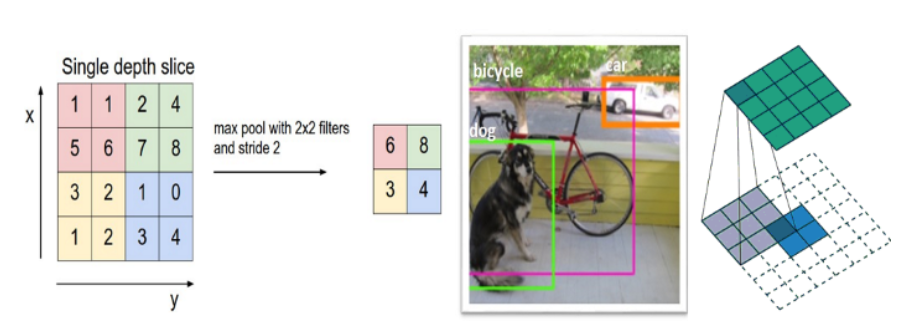 Single depth slice
x
1 1 2 4
5 6 7 8
3 2 1 0
1 2 3 4
y
max pool with 2x2 filters
and stride 2
6 8
3 4
bicycle
car
dog